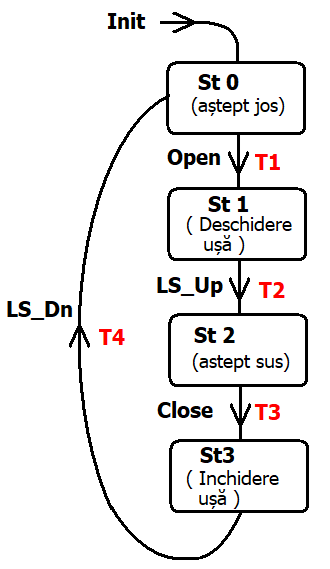 Init
St 0
(aștept jos)
Open
T1
St 1
( Deschidere
ușă )
LS_Up
T2
St 2
(astept sus)
LS_Dn
T4
Close
T3
St3
( Inchidere
ușă )